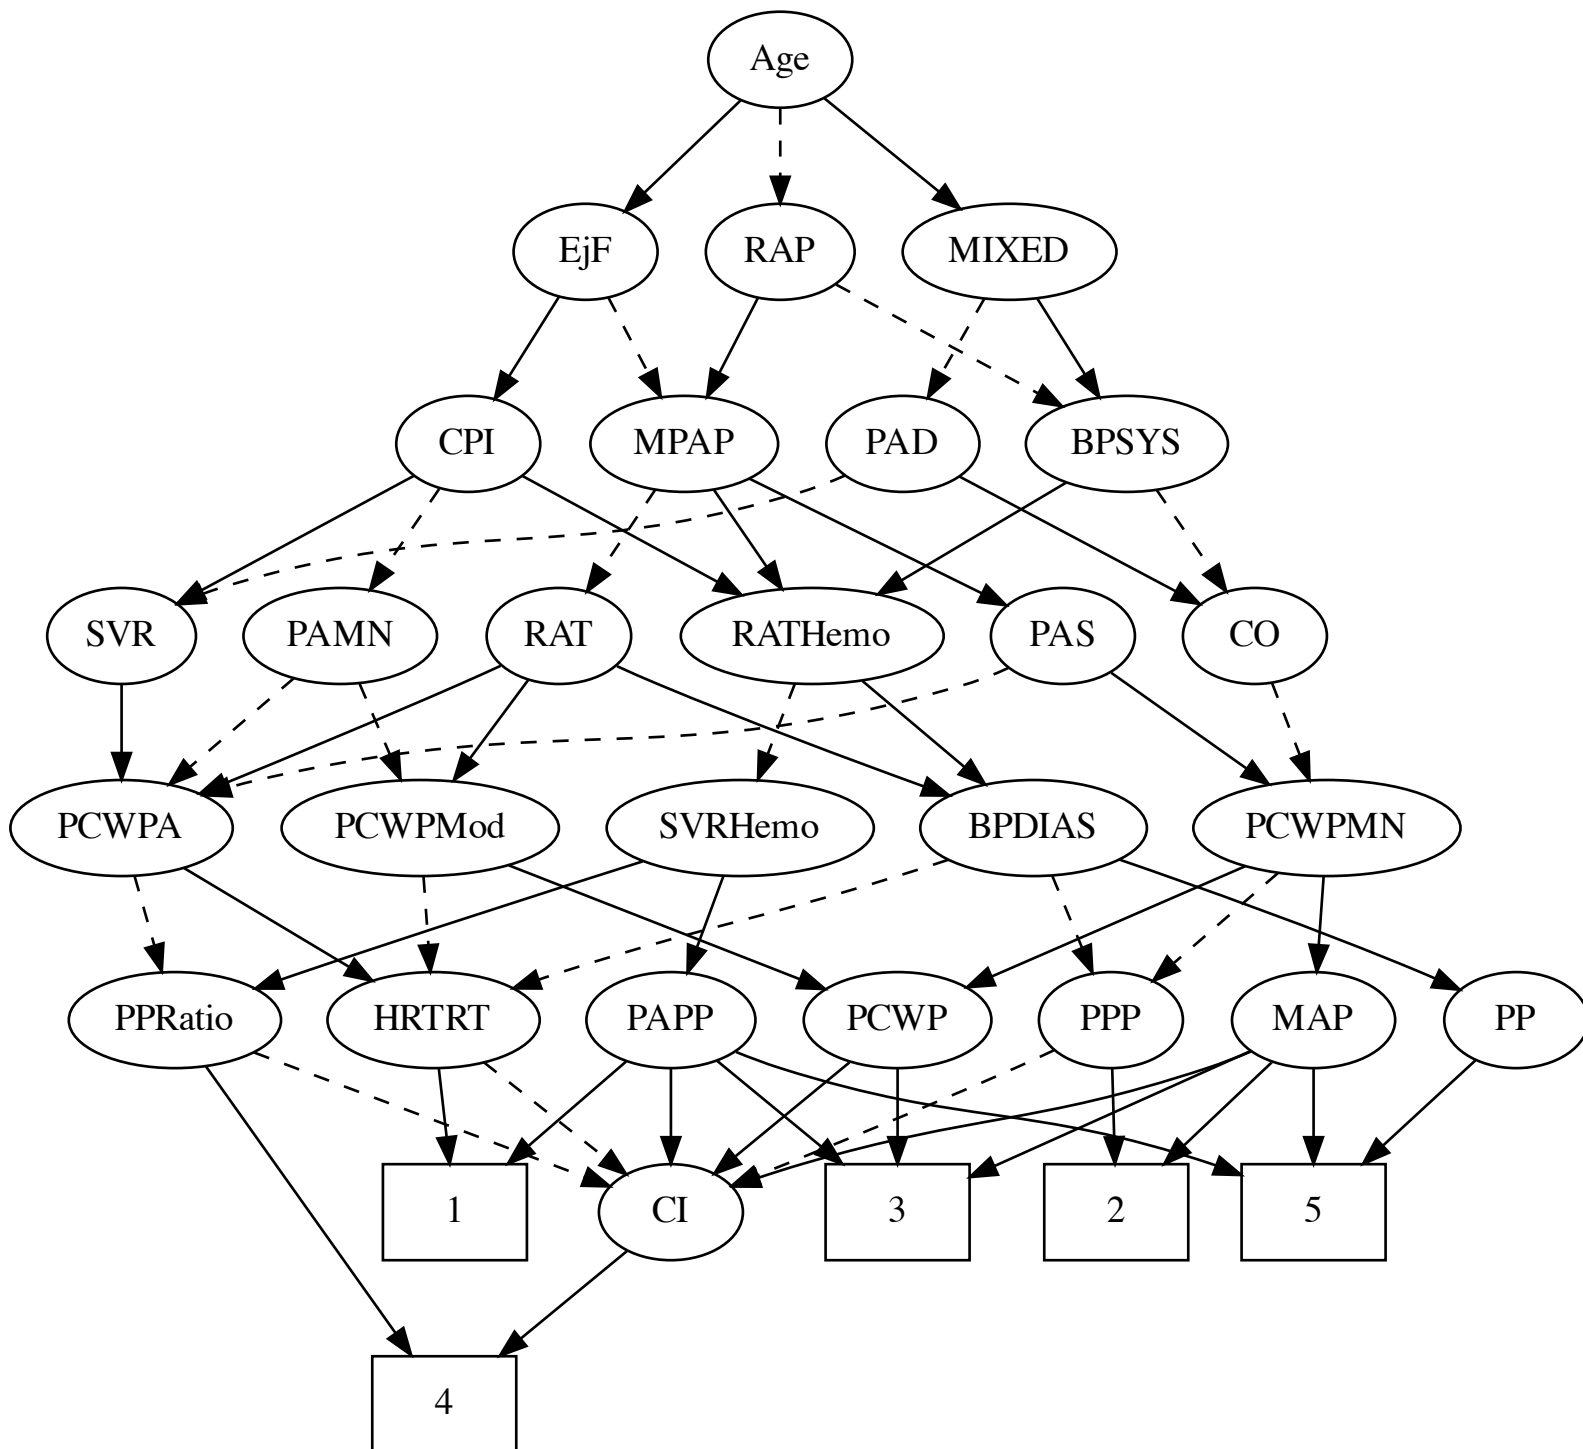 Age
EjF
RAP
MIXED
CPI
MPAP
PAD
BPSYS
SVR
PAMN
RAT
RATHemo
PAS
CO
PCWPA
PCWPMod
SVRHemo
BPDIAS
PCWPMN
PPRatio
HRTRT
PAPP
PCWP
PPP
MAP
PP
1
CI
3
2
5
4